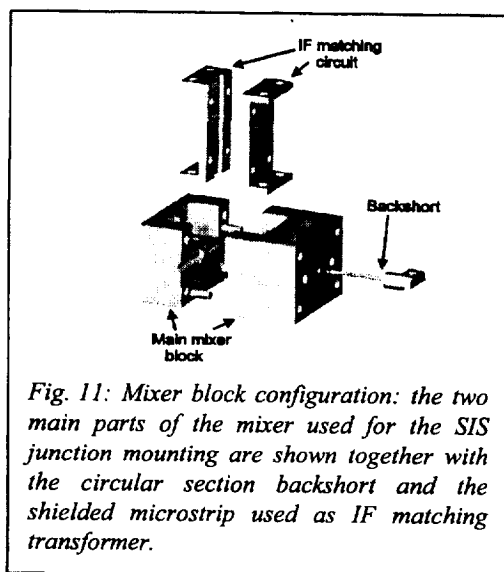 IF matching
circuit
Backshort
Main mixer
block
Fig. 11: Mixer block configuration: the two
main parts of the mixer used for the SIS
junction mounting are shown together with
the circular section backshort and the
shielded microstrip used as IF matching
transformer.